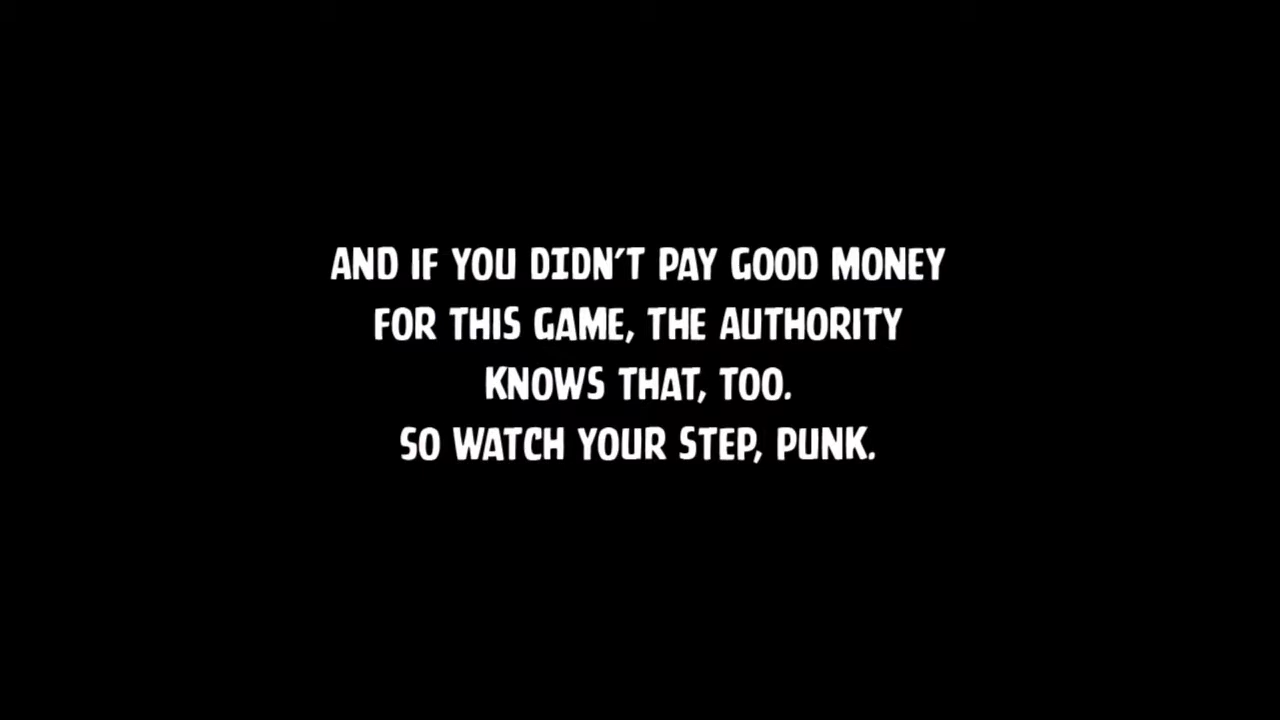 AND IF YOU DIDN'T PAY GOOD MONEY
FOR THIS GAME, THE AUTHORITY
KNOWS THAT, TOO.
SO WATCH YOUR STEP, PUNK.